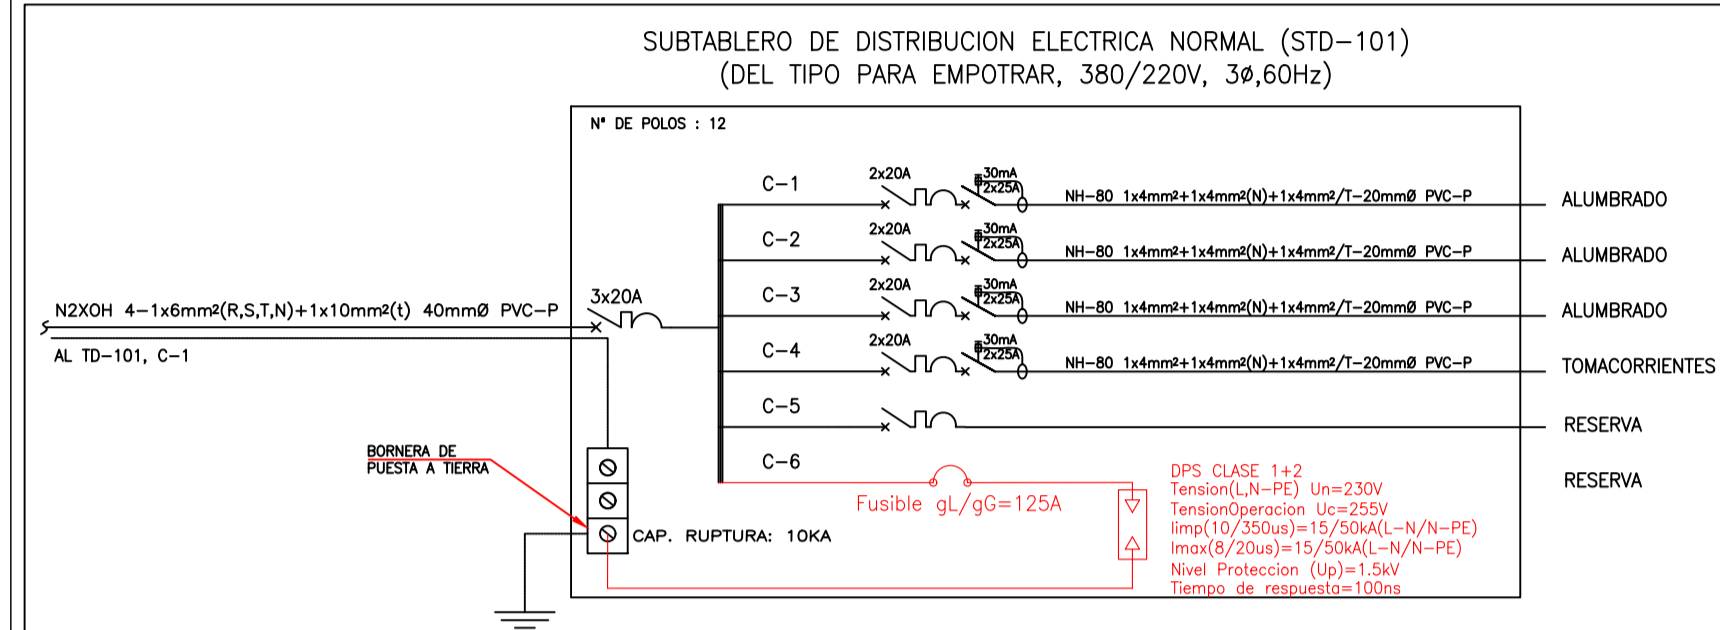 SUBTABLERO DE DISTRIBUCION ELECTRICA NORMAL (STD-101)
(DEL TIPO PARA EMPOTRAR, 380/220V, 3ø,60Hz)
Nº DE POLOS : 12
C-1
2x20A
30mA
2x25A
NH-80 1x4mm²+1x4mm²(N)+1x4mm²/T-20mmØ PVC-P
ALUMBRADO
C-2
2x20A
30mA
2x25A
NH-80 1x4mm²+1x4mm²(N)+1x4mm²/T-20mmØ PVC-P
ALUMBRADO
N2XOH 4-1x6mm²(R,S,T,N)+1x10mm²(t) 40mmØ PVC-P
AL TD-101, C-1
3x20A
C-3
2x20A
30mA
2x25A
NH-80 1x4mm²+1x4mm²(N)+1x4mm²/T-20mmØ PVC-P
ALUMBRADO
C-4
2x20A
30mA
2x25A
NH-80 1x4mm²+1x4mm²(N)+1x4mm²/T-20mmØ PVC-P
TOMACORRIENTES
C-5
RESERVA
C-6
RESERVA
BORNERA DE
PUESTA A TIERRA
CAP. RUPTURA: 10KA
Fusible gL/gG=125A
DPS CLASE 1+2
Tension(L,N-PE) Un=230V
TensionOperacion Uc=255V
Iimp(10/350us)=15/50kA(L-N/N-PE)
Imax(8/20us)=15/50kA(L-N/N-PE)
Nivel Proteccion (Up)=1.5kV
Tiempo de respuesta=100ns